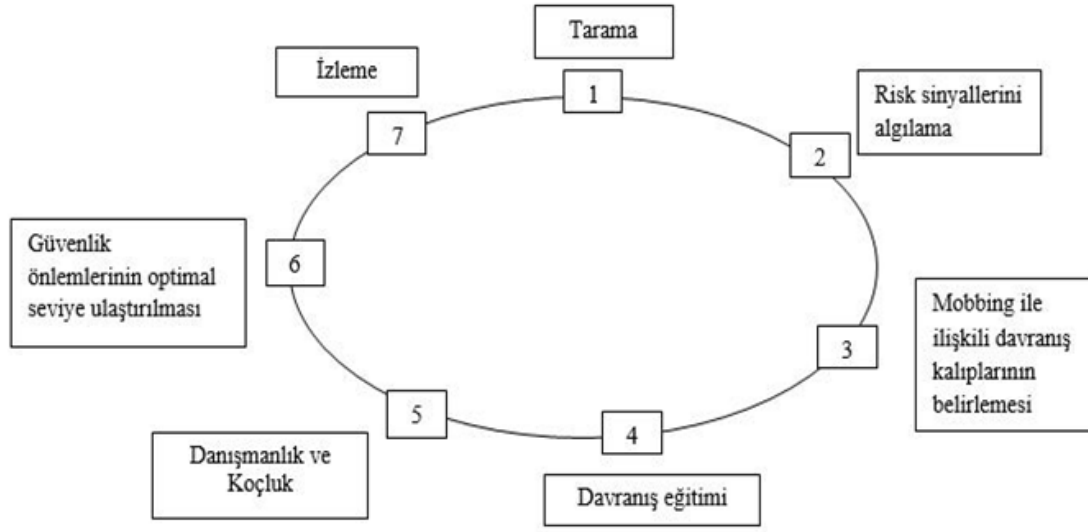 Tarama
1
Risk sinyallerini
algılama
2
Mobbing ile
ilişkili davranış
kalıplarının
belirlemesi
3
Davranış eğitimi
4
Danışmanlık ve
Koçluk
5
Güvenlik
önlemlerinin optimal
seviye ulaştırılması
6
İzleme
7